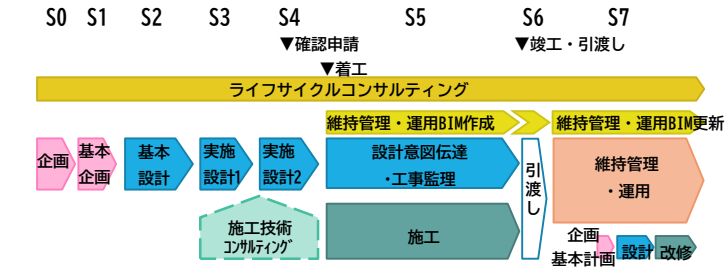 S0 S1 S2 S3 S4 S5 S6 S7
▼確認申請
▼竣工・引渡し
▼着工
ライフサイクルコンサルティング
維持管理・運用BIM作成
維持管理・運用BIM更新
企画
基本
企画
基本
設計
実施
設計1
実施
設計2
設計意図伝達
・工事監理
引
渡
し
維持管理
・運用
施工技術
コンサルティング
施工
企画
基本計画
設計
改修